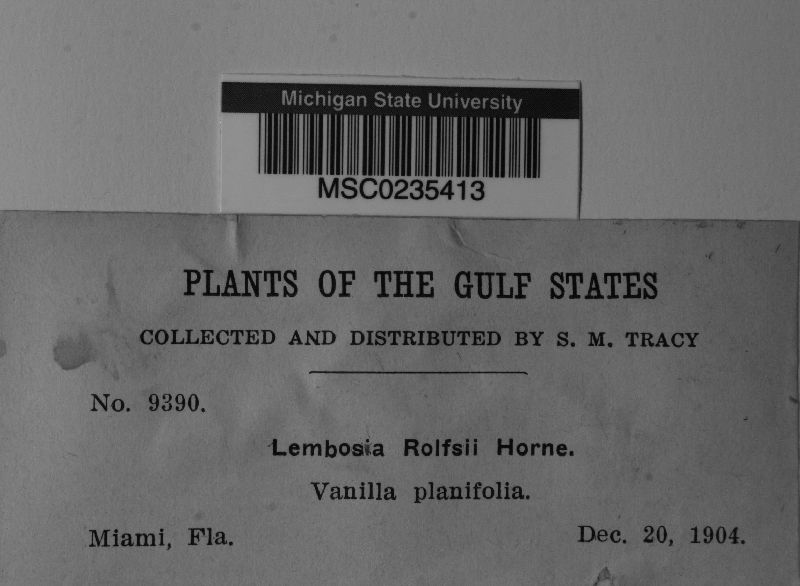 Michigan State University
MSC0235413
PLANTS OF THE GULF STATES
COLLECTED AND DISTRIBUTED BY S. M. TRACY
No. 9390.
Lembosia Rolfsii Horne.
Vanilla planifolia.
Miami, Fla.
Dec. 20, 1904.